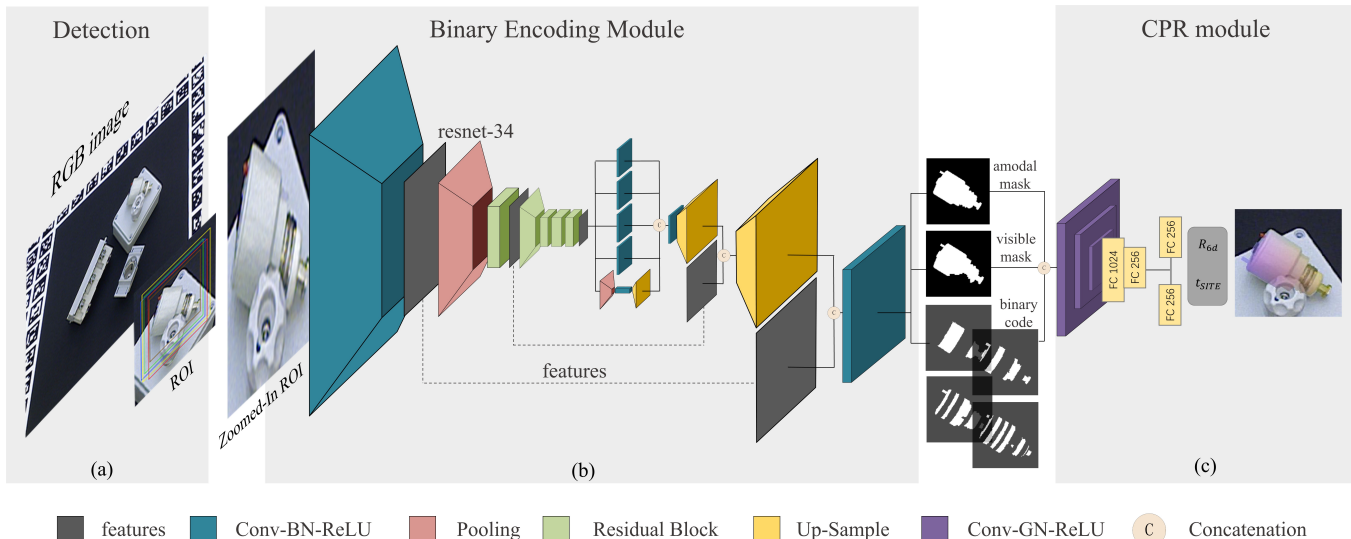 Detection
Binary Encoding Module
CPR module
RGB image
ROI
Zoomed-In ROI
resnet-34
C
C
C
features
amodal
mask
visible
mask
binary
code
C
FC 1024
FC 256
FC 256
FC 256
R6d
tSITE
(a)
(b)
(c)
features
Conv-BN-ReLU
Pooling
Residual Block
Up-Sample
Conv-GN-ReLU
C
Concatenation